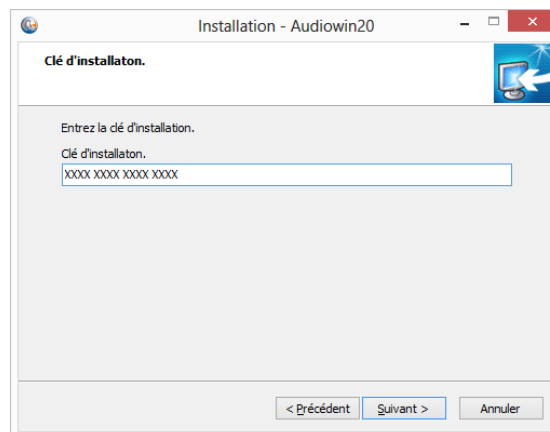 Installation - Audiowin20
Clé d'installaton.
Entrez la clé d'installation.
Clé d'installaton.
XXXX XXXX XXXX XXXX
< Précédent
Suivant >
Annuler